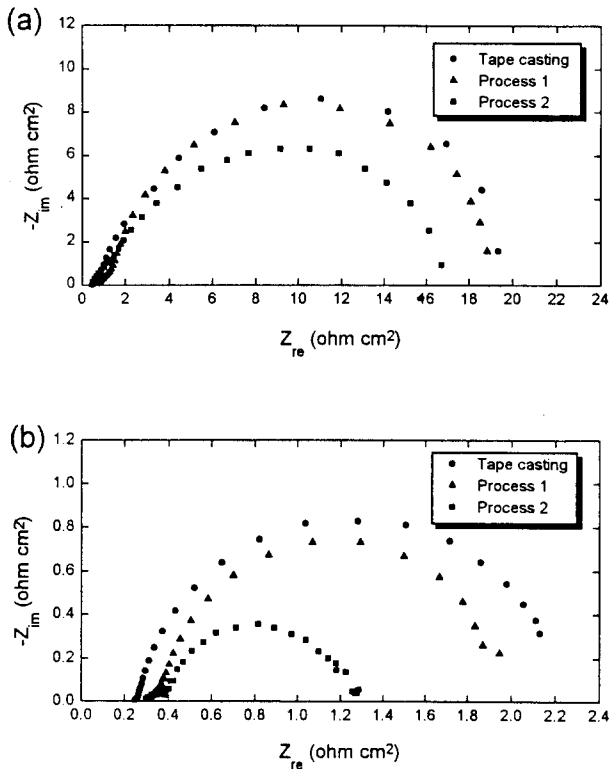 (a)
12
10
8
6
4
2
0
-Z_im (ohm cm²)
Tape casting
Process 1
Process 2
0 2 4 6 8 10 12 14 16 18 20 22 24
Z_re (ohm cm²)
(b)
1.2
1.0
0.8
0.6
0.4
0.2
0.0
-Z_im (ohm cm²)
Tape casting
Process 1
Process 2
0.0 0.2 0.4 0.6 0.8 1.0 1.2 1.4 1.6 1.8 2.0 2.2 2.4
Z_re (ohm cm²)